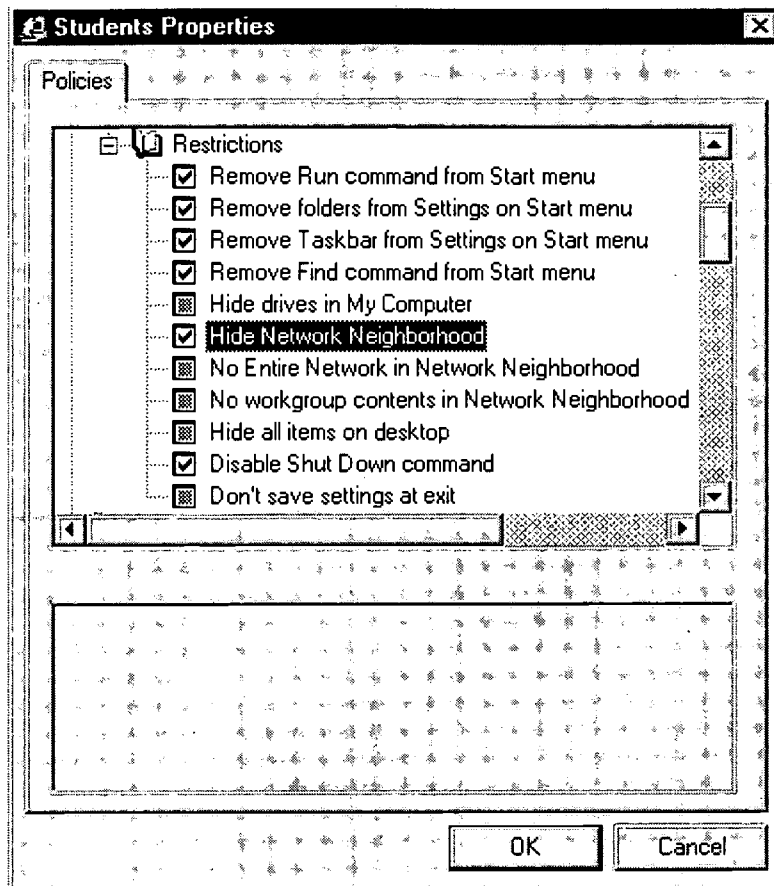 Students Properties
Policies
Restrictions
Remove Run command from Start menu
Remove folders from Settings on Start menu
Remove Taskbar from Settings on Start menu
Remove Find command from Start menu
Hide drives in My Computer
Hide Network Neighborhood
No Entire Network in Network Neighborhood
No workgroup contents in Network Neighborhood
Hide all items on desktop
Disable Shut Down command
Don't save settings at exit
OK Cancel